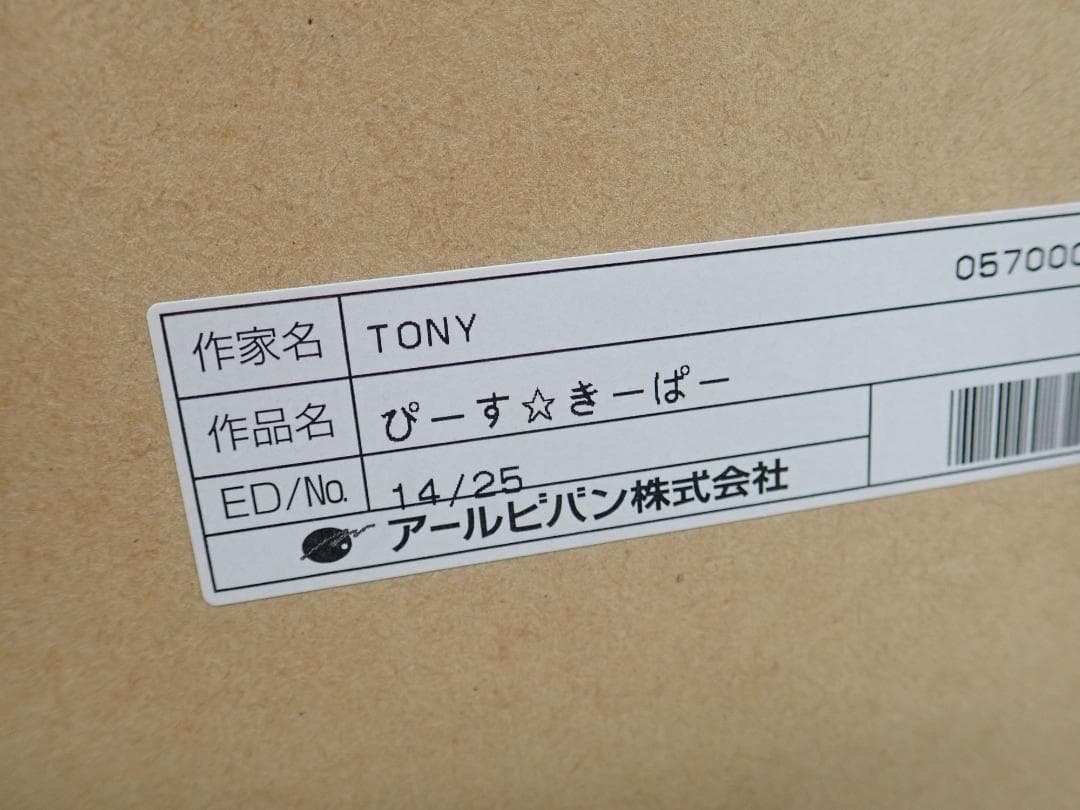 057000
作家名 TONY
作品名 ぴーす☆きーぱー
ED/No. 14/25
アールビバン株式会社